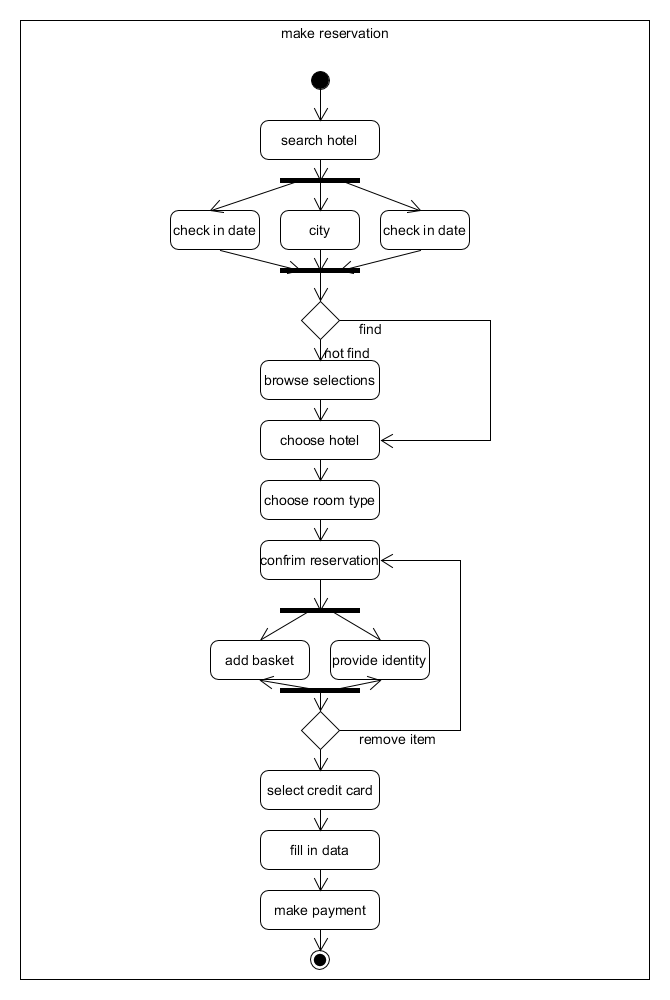 make reservation
search hotel
check in date
city
check in date
find
not find
browse selections
choose hotel
choose room type
confrim reservation
add basket
provide identity
remove item
select credit card
fill in data
make payment